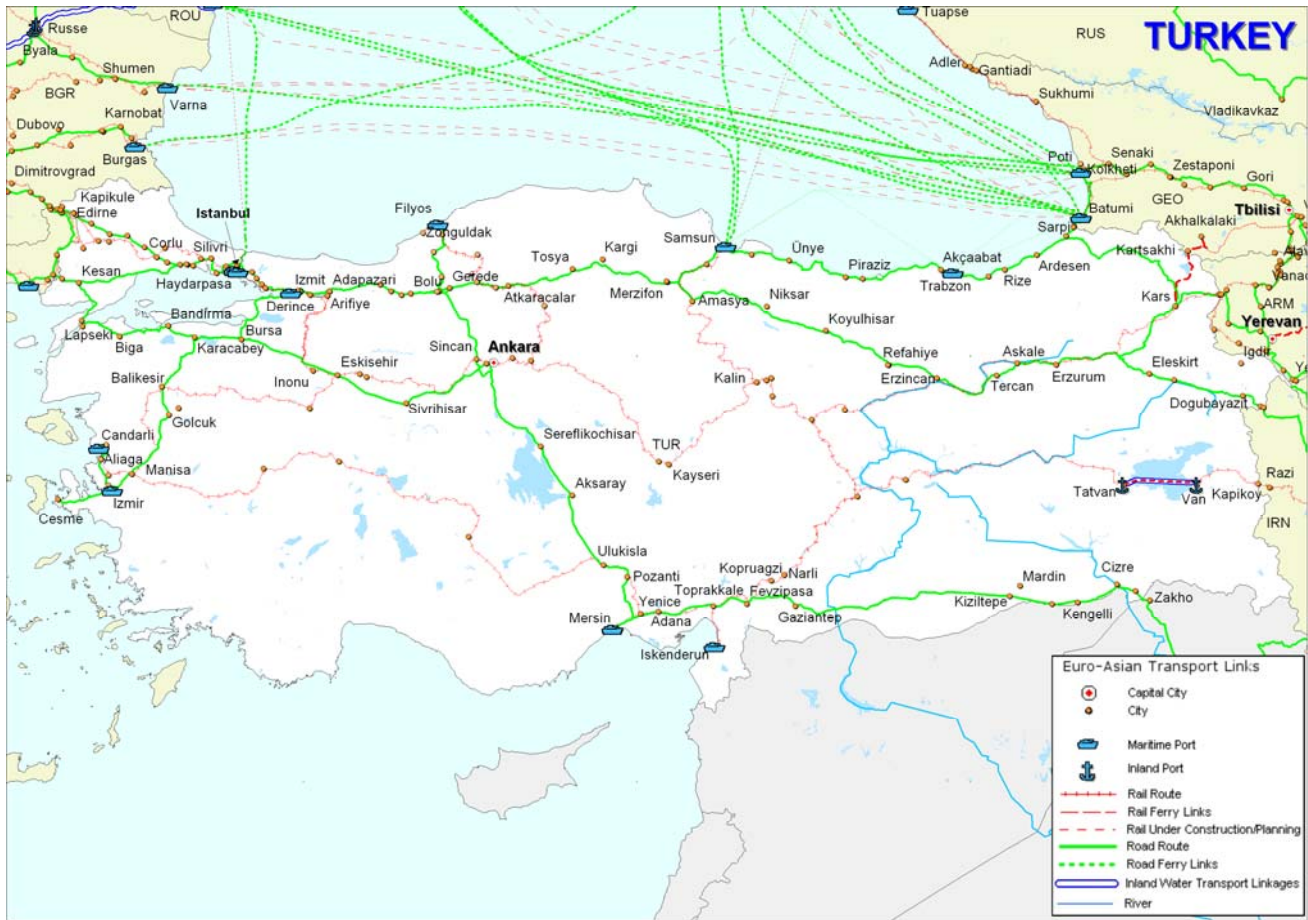 TURKEY
Tuapse
ROU
Russe
RUS
Byala
Adler
Gantiadi
Shumen
BGR
Varna
Sukhumi
Vladikavkaz
Karnobat
Dubovo
Burgas
Poti
Senaki
Kolkheti
Zestaponi
Dimitrovgrad
Gori
GEO
Kapikule
Edirne
Istanbul
Filyos
Batumi
Tbilisi
Zonguldak
Akhalkalaki
Sarpi
Corlu
Silivri
Samsun
Kargi
Ünye
Akçaabat
Ardesen
Kartsakhi
Tosya
Kesan
Haydarpasa
Izmit
Adapazari
Bolu
Gerede
Piraziz
Trabzon
Rize
Derince
Arifiye
Atkaracalar
Merzifon
Amasya
Niksar
Kars
ARM
Yerevan
Lapseki
Bandírma
Biga
Karacabey
Bursa
Koyulhisar
Igdir
Sincan
Ankara
Eskisehir
Refahiye
Askale
Eleskirt
Balikesir
Inonu
Kalin
Erzincan
Tercan
Erzurum
Sivrihisar
Dogubayazit
Golcuk
Candarli
Sereflikochisar
TUR
Aliaga
Manisa
Kayseri
Razi
Izmir
Cesme
Aksaray
Tatvan
Van
Kapikoy
IRN
Ulukisla
Pozanti
Kopruagzi
Narli
Mardin
Cizre
Toprakkale
Fevzipasa
Yenice
Kiziltepe
Zakho
Mersin
Adana
Gaziantep
Kengelli
Iskenderun
Euro-Asian Transport Links
Capital City
City
Maritime Port
Inland Port
Rail Route
Rail Ferry Links
Rail Under Construction/Planning
Road Route
Road Ferry Links
Inland Water Transport Linkages
River